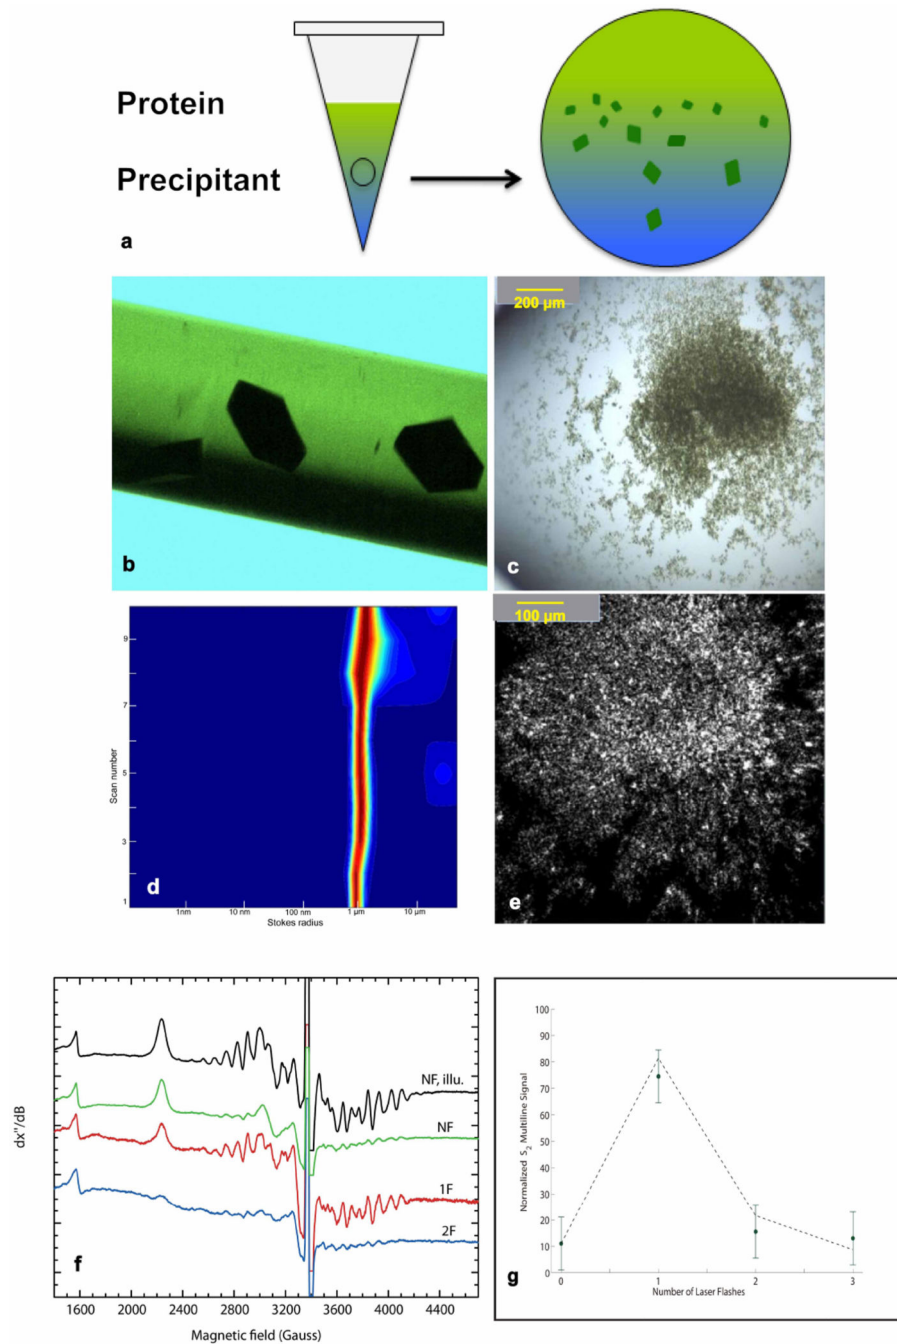 Protein
Precipitant
a
b
200 µm
c
9
7
5
3
1
Scan number
1nm
10 nm
100 nm
1 µm
10 µm
Stokes radius
d
100 µm
e
dx"/dB
NF, illu.
NF
1F
2F
f
1600
2000
2400
2800
3200
3600
4000
4400
Magnetic field (Gauss)
100
90
80
70
60
50
40
30
20
10
0
Normalized S2 Multiline Signal
g
0
1
2
3
Number of Laser Flashes